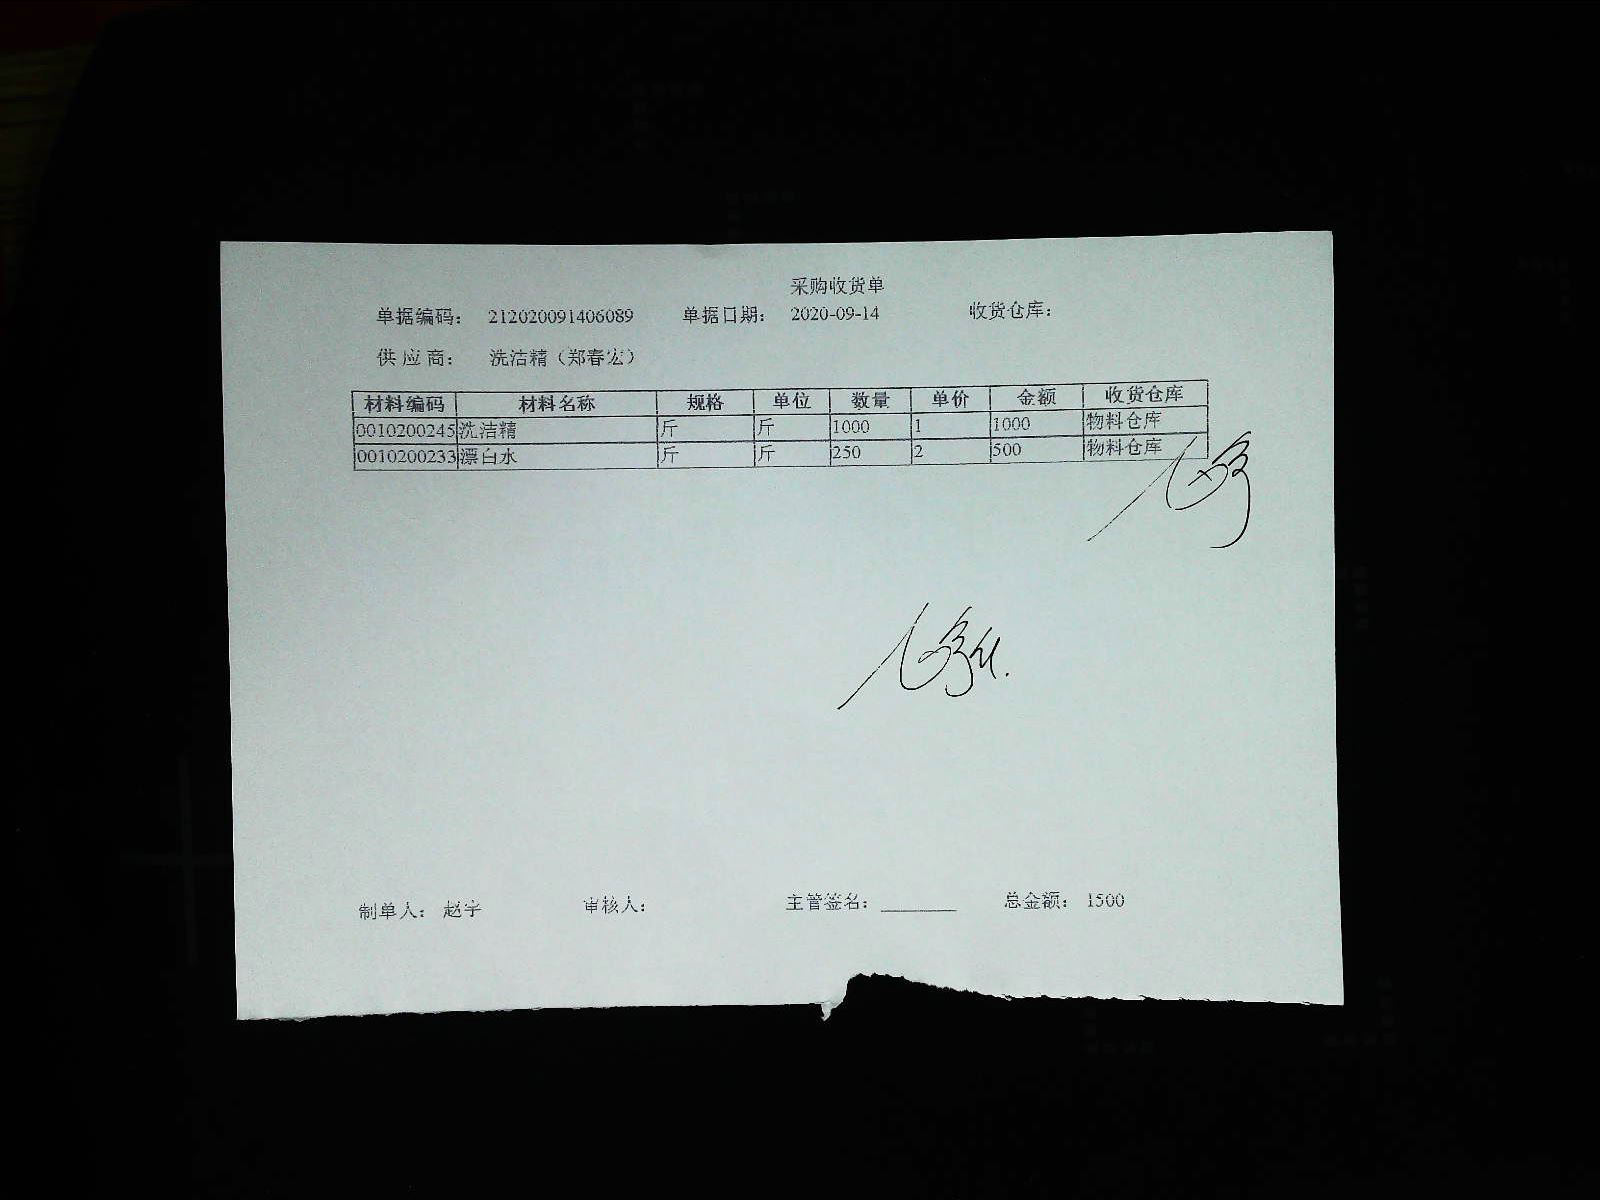 采购收货单
单据编码： 212020091406089 单据日期： 2020-09-14 收货仓库：
供 应 商： 洗洁精（郑春宏）
材料编码 材料名称 规格 单位 数量 单价 金额 收货仓库
0010200245 洗洁精 斤 斤 1000 1 1000 物料仓库
0010200233 漂白水 斤 斤 250 2 500 物料仓库
制单人： 赵宇 审核人： 主管签名： 总金额： 1500